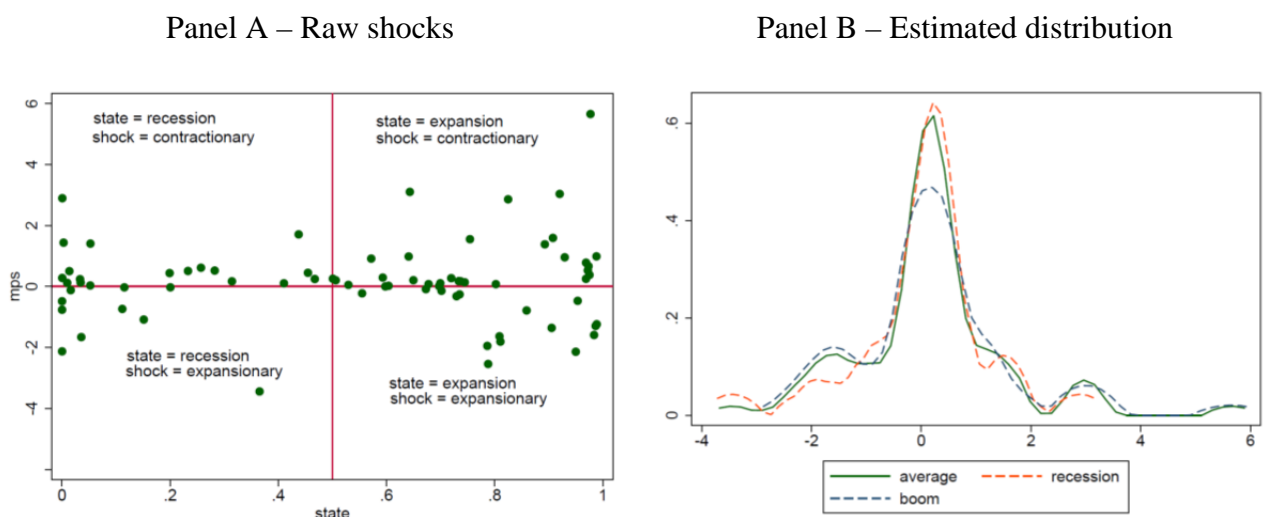 Panel A – Raw shocks
Panel B – Estimated distribution
state = recession
shock = contractionary
state = expansion
shock = contractionary
state = recession
shock = expansionary
state = expansion
shock = expansionary
mps
6
4
2
0
-2
-4
0
.2
.4
.6
.8
1
state
.6
.4
.2
0
-4
-2
0
2
4
6
average
recession
boom